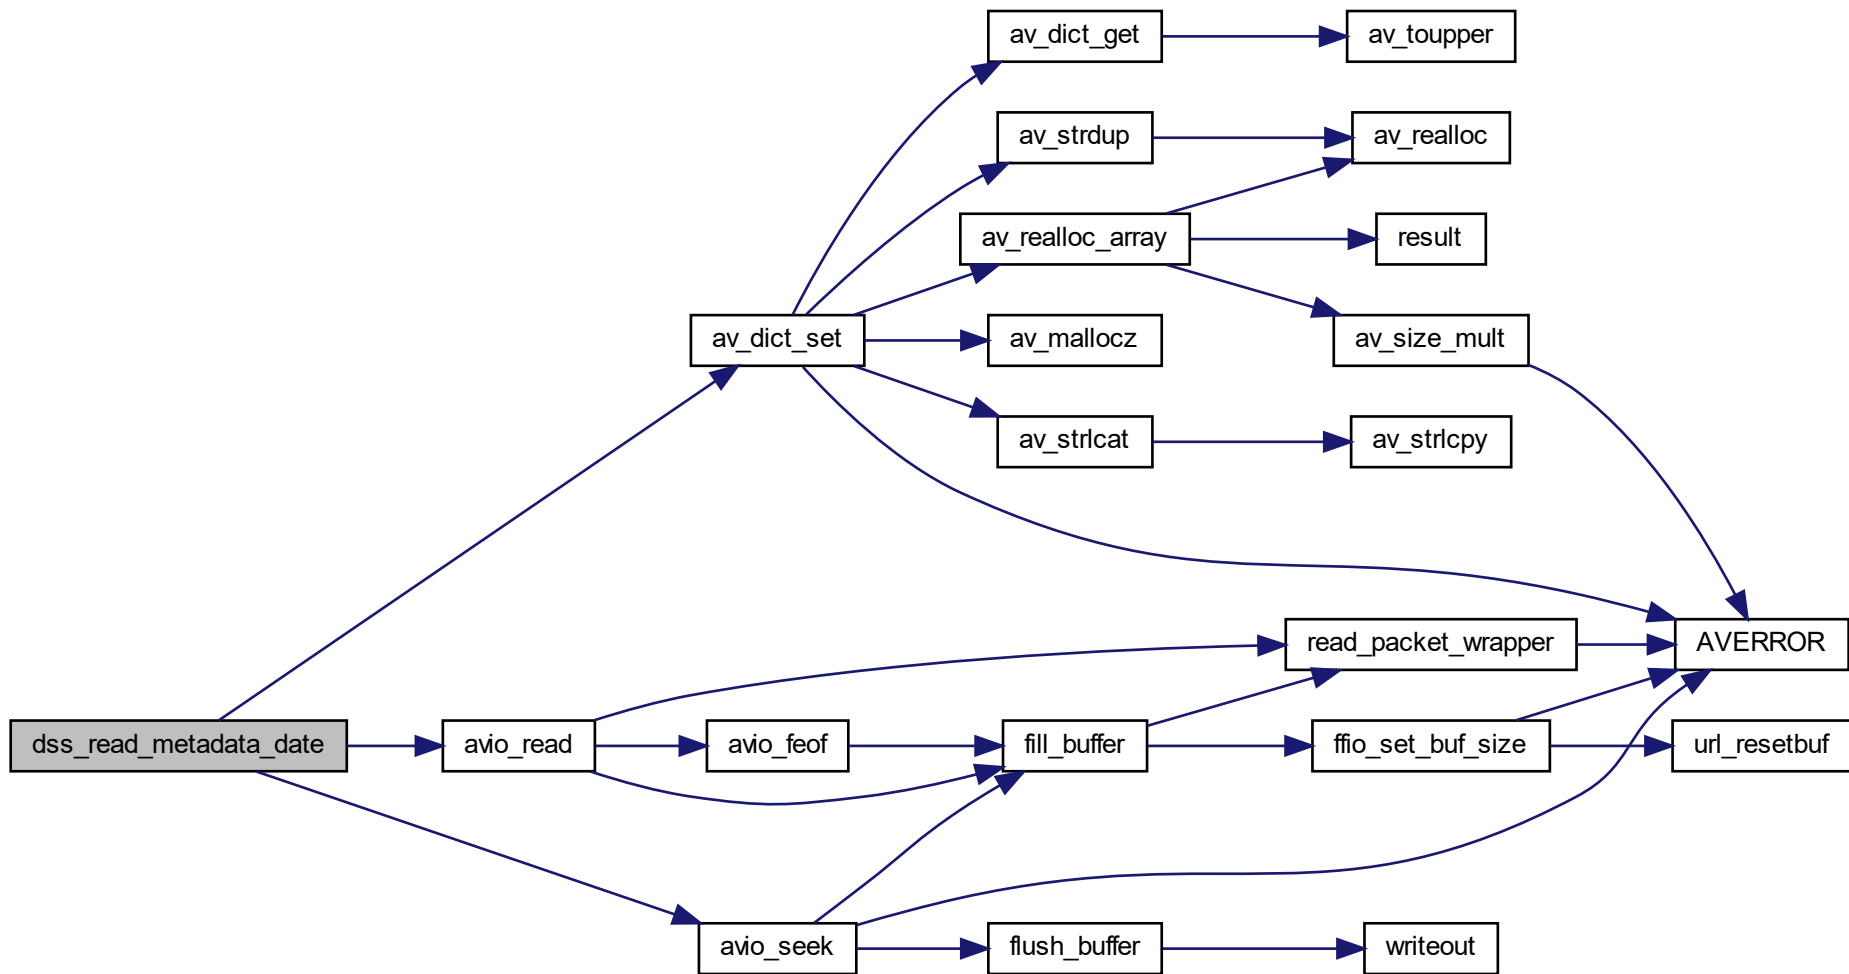 av_dict_get
av_toupper
av_strdup
av_realloc
av_realloc_array
result
av_dict_set
av_mallocz
av_size_mult
av_strlcat
av_strlcpy
read_packet_wrapper
AVERROR
dss_read_metadata_date
avio_read
avio_feof
fill_buffer
ffio_set_buf_size
url_resetbuf
avio_seek
flush_buffer
writeout